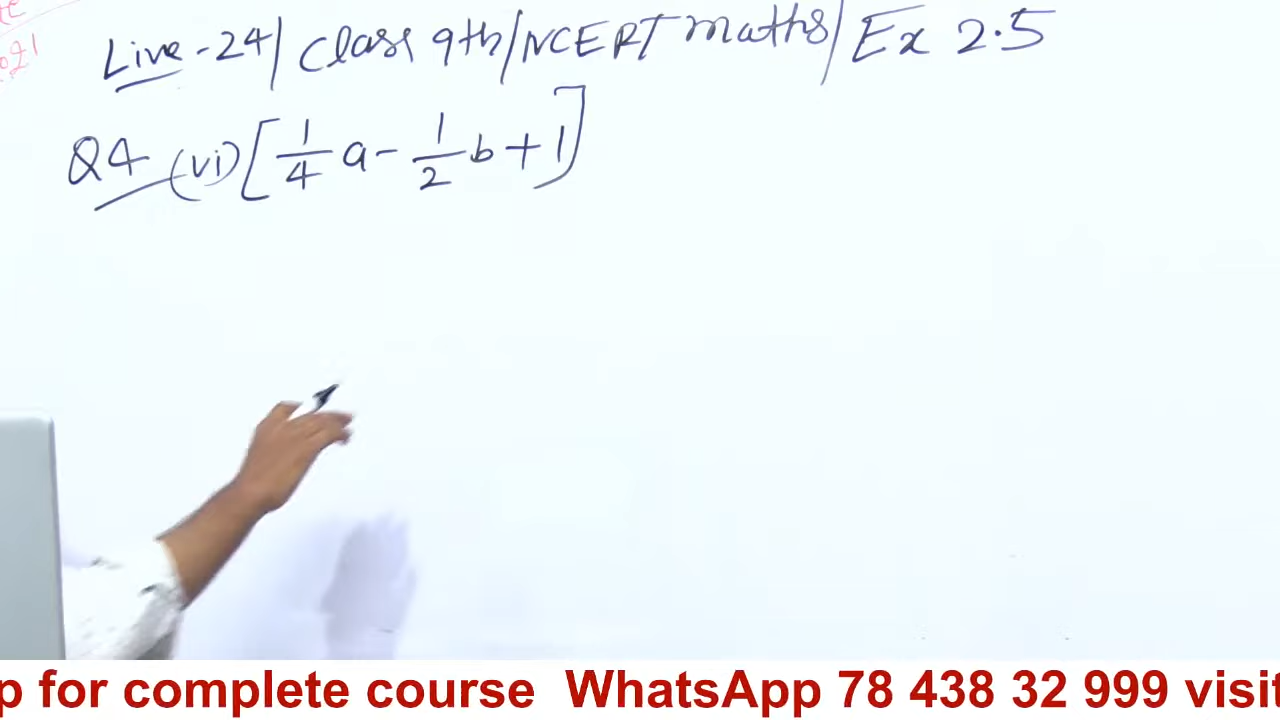 Live-24/ Class 9th/NCERT maths/ Ex 2.5
Q4 (vi) [1/4 a - 1/2 b + 1]
p for complete course WhatsApp 78 438 32 999 visit